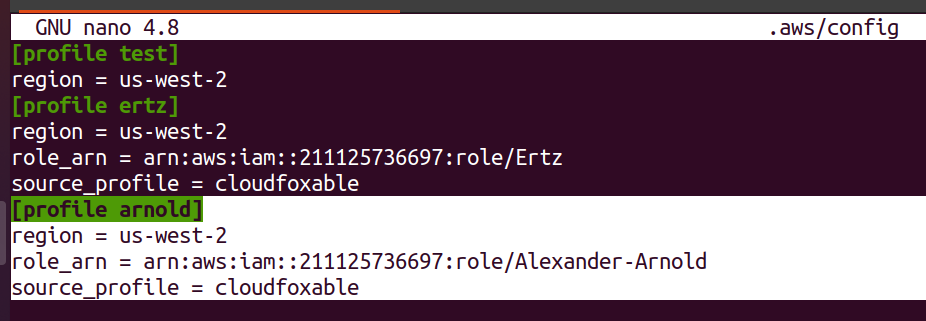 GNU nano 4.8 .aws/config
[profile test]
region = us-west-2
[profile ertz]
region = us-west-2
role_arn = arn:aws:iam::211125736697:role/Ertz
source_profile = cloudfoxable
[profile arnold]
region = us-west-2
role_arn = arn:aws:iam::211125736697:role/Alexander-Arnold
source_profile = cloudfoxable